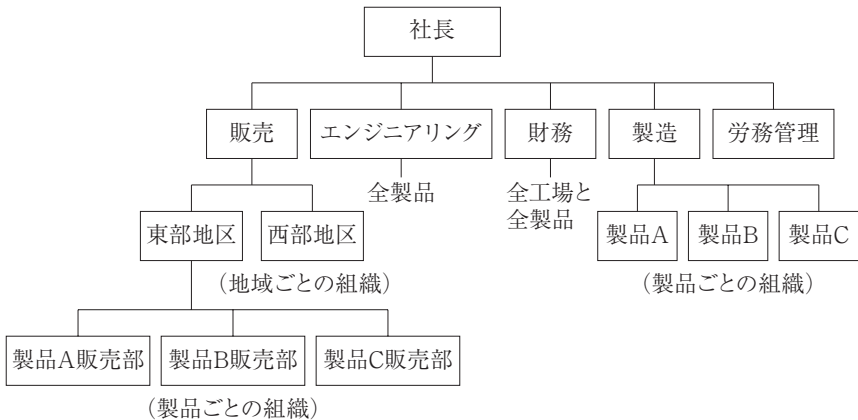 社長
販売
エンジニアリング
財務
製造
労務管理
全製品
全工場と
全製品
東部地区
西部地区
製品A
製品B
製品C
(地域ごとの組織)
(製品ごとの組織)
製品A販売部
製品B販売部
製品C販売部
(製品ごとの組織)